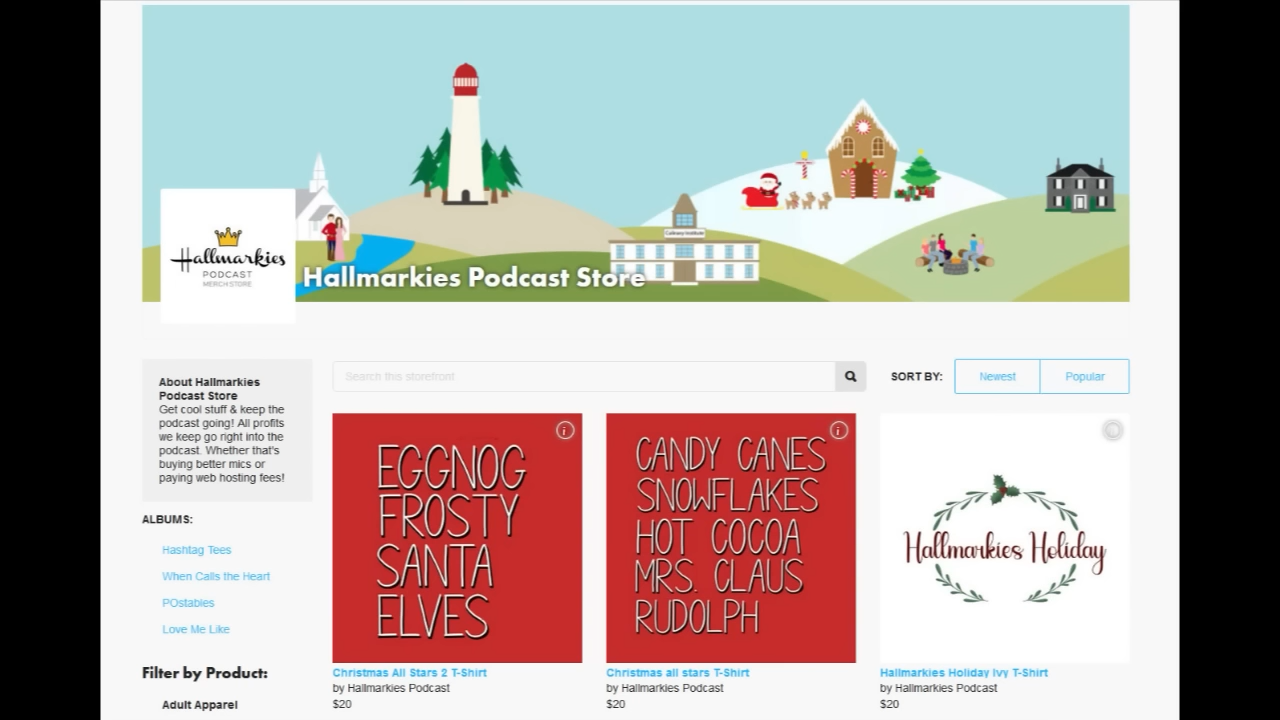 Culinary Institute
Hallmarkies
PODCAST
MERCH STORE
Hallmarkies Podcast Store
About Hallmarkies
Podcast Store
Get cool stuff & keep the
podcast going! All profits
we keep go right into the
podcast. Whether that's
buying better mics or
paying web hosting fees!
ALBUMS:
Hashtag Tees
When Calls the Heart
POstables
Love Me Like
Filter by Product:
Adult Apparel
Search this storefront
SORT BY:
Newest
Popular
EGGNOG
FROSTY
SANTA
ELVES
Christmas All Stars 2 T-Shirt
by Hallmarkies Podcast
$20
CANDY CANES
SNOWFLAKES
HOT COCOA
MRS. CLAUS
RUDOLPH
Christmas all stars T-Shirt
by Hallmarkies Podcast
$20
Hallmarkies Holiday
Hallmarkies Holiday Ivy T-Shirt
by Hallmarkies Podcast
$20